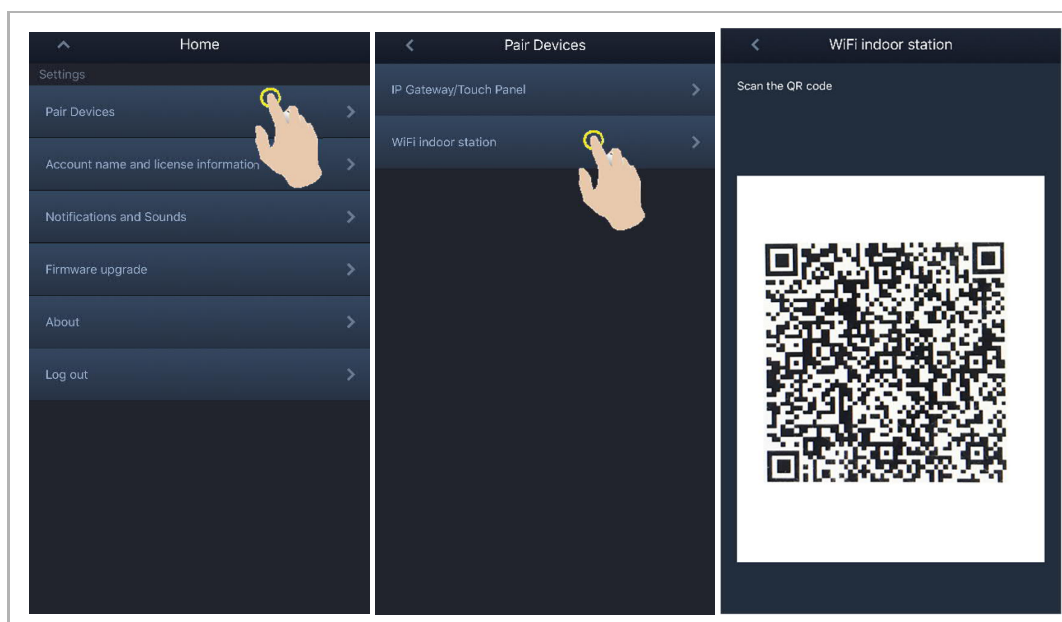 Home
Settings
Pair Devices
Account name and license information
Notifications and Sounds
Firmware upgrade
About
Log out
Pair Devices
IP Gateway/Touch Panel
WiFi indoor station
WiFi indoor station
Scan the QR code